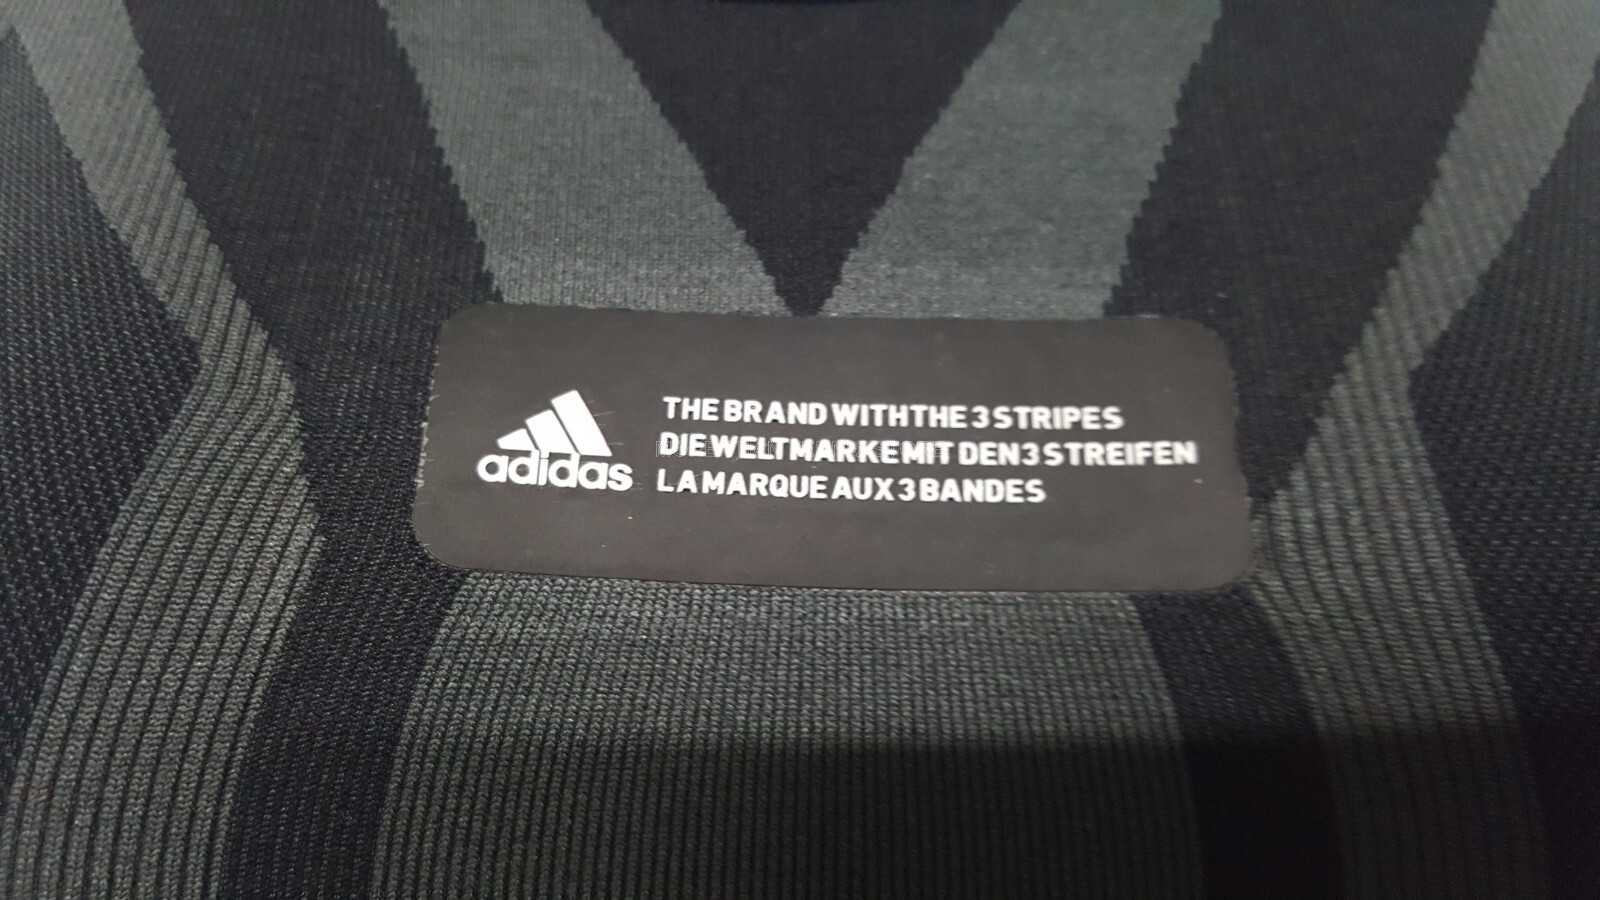 adidas
THE BRAND WITH THE 3 STRIPES
DIE WELTMARKE MIT DEN 3 STREIFEN
LA MARQUE AUX 3 BANDES